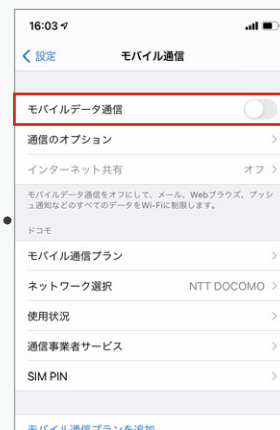 16:03
設定
モバイル通信
モバイルデータ通信
通信のオプション
インターネット共有 オフ
モバイルデータ通信をオフにして、メール、Webブラウズ、プッシ
ュ通知などのすべてのデータをWi-Fiに制限します。
ドコモ
モバイル通信プラン
ネットワーク選択 NTT DOCOMO
使用状況
通信事業者サービス
SIM PIN
モバイル通信プランを追加